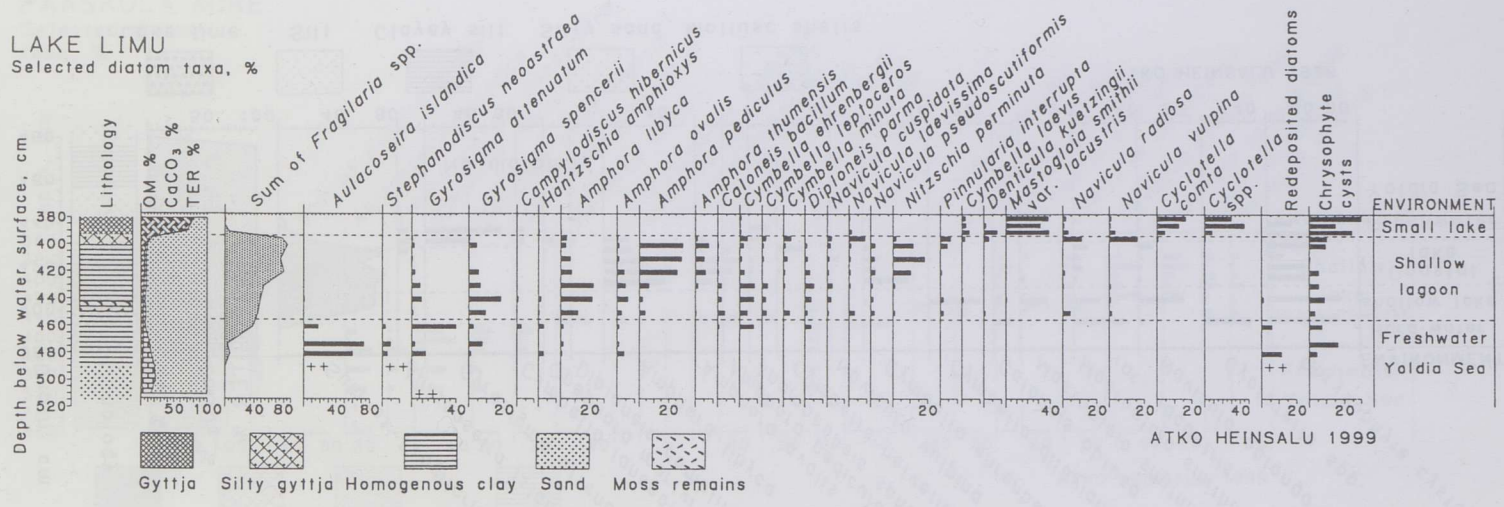 LAKE LIMU
Selected diatom taxa, %
Depth below water surface, cm
Lithology
OM %
CaCO₃ %
TER %
Sum of Fragilaria spp.
Aulacoseira islandica
Stephanodiscus neoastraea
Gyrosigma attenuatum
Gyrosigma spencerii
Campylodiscus hibernicus
Hantzschia amphioxys
Amphora libyca
Amphora ovalis
Amphora pediculus
Amphora thumensis
Caloneis bacillum
Cymbella ehrenbergii
Cymbella leptoceros
Cymbella minuta
Diploneis parma
Navicula cuspidata
Navicula laevissima
Navicula pseudoscutiformis
Nitzschia perminuta
Pinnularia interrupta
Cymbella laevis
Denticula kuetzingii
Mastogloia smithii
var. lacustris
Navicula radiosa
Navicula vulpina
Cyclotella
comta
Cyclotella
spp.
Redeposited diatoms
Chrysophyte
cysts
ENVIRONMENT
380
400
420
440
460
480
500
520
Small lake
Shallow
lagoon
Freshwater
Yoldia Sea
++ ++ ++ ++
50 100 40 80 40 80 20 40 20 20 20 20 40 20 20 20 40 20 20
ATKO HEINSALU 1999
Gyttja Silty gyttja Homogenous clay Sand Moss remains